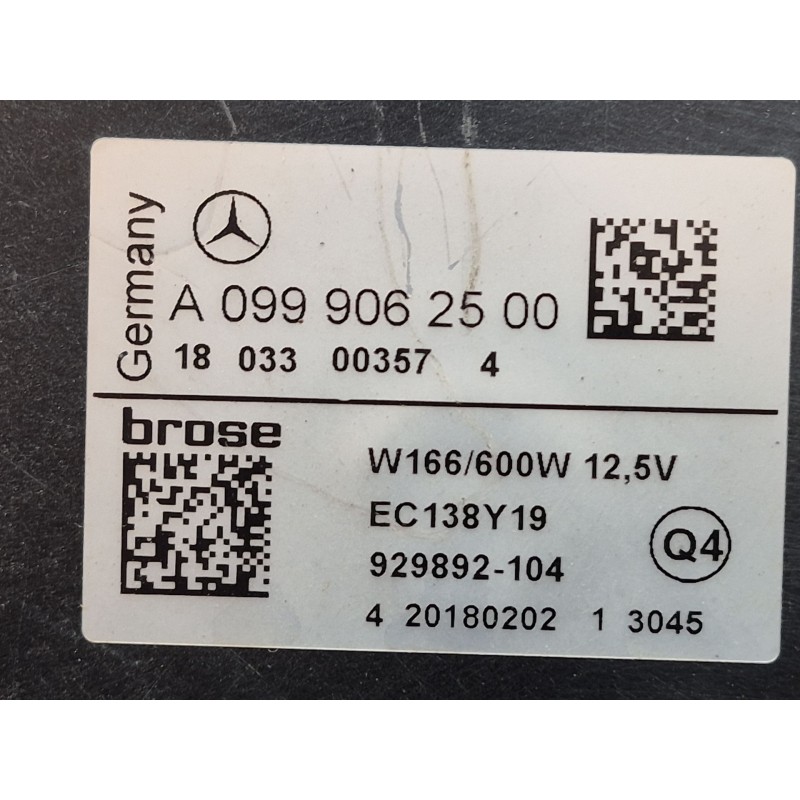 Germany
A 099 906 25 00
18 033 00357 4
brose
W166/600W 12,5V
EC138Y19
929892-104
Q4
4 20180202 1 3045